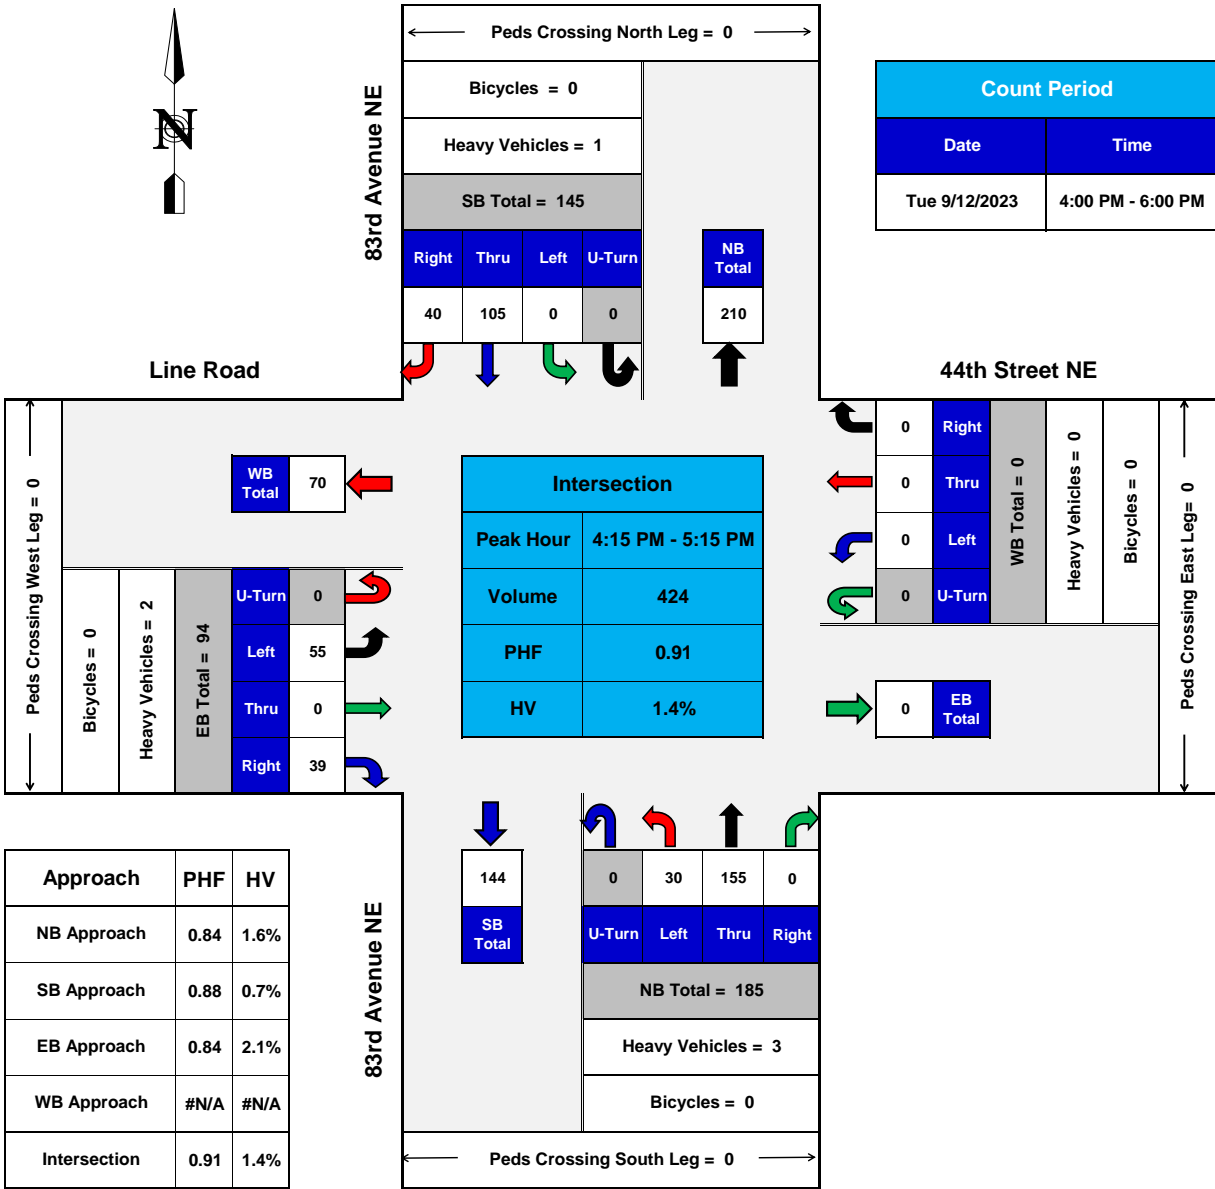 Peds Crossing North Leg = 0
N
83rd Avenue NE
Bicycles = 0
Heavy Vehicles = 1
SB Total = 145
Right Thru Left U-Turn
40 105 0 0
NB Total
210
Count Period
Date Time
Tue 9/12/2023 4:00 PM - 6:00 PM
Line Road
44th Street NE
Peds Crossing West Leg = 0
WB Total 70
Bicycles = 0
Heavy Vehicles = 2
EB Total = 94
U-Turn 0
Left 55
Thru 0
Right 39
Intersection
Peak Hour 4:15 PM - 5:15 PM
Volume 424
PHF 0.91
HV 1.4%
0 Right
0 Thru
0 Left
0 U-Turn
WB Total = 0
Heavy Vehicles = 0
Bicycles = 0
Peds Crossing East Leg= 0
0 EB Total
Approach PHF HV
NB Approach 0.84 1.6%
SB Approach 0.88 0.7%
EB Approach 0.84 2.1%
WB Approach #N/A #N/A
Intersection 0.91 1.4%
83rd Avenue NE
144
SB Total
0 30 155 0
U-Turn Left Thru Right
NB Total = 185
Heavy Vehicles = 3
Bicycles = 0
Peds Crossing South Leg = 0